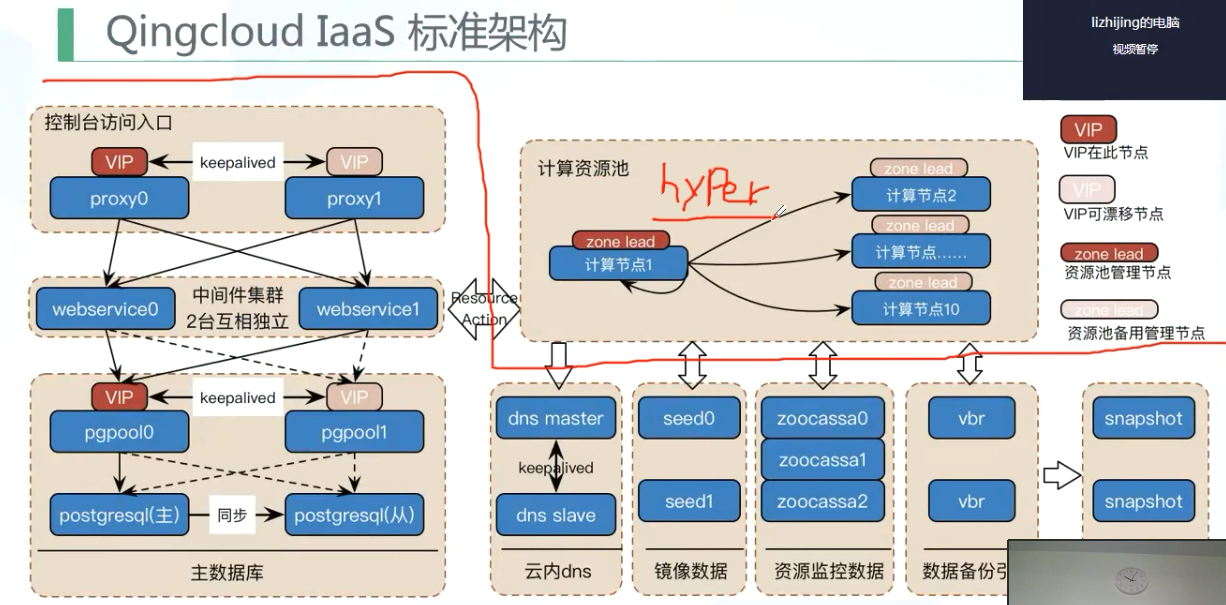 Qingcloud IaaS 标准架构
lizhijing的电脑
视频暂停
控制台访问入口
VIP
keepalived
VIP
proxy0
proxy1
webservice0
中间件集群
2台互相独立
webservice1
VIP
keepalived
VIP
pgpool0
pgpool1
postgresql(主)
同步
postgresql(从)
主数据库
Resource
Action
计算资源池
hyper
zone lead
计算节点1
zone lead
计算节点2
zone lead
计算节点......
zone lead
计算节点10
VIP
VIP在此节点
VIP
VIP可漂移节点
zone lead
资源池管理节点
zone lead
资源池备用管理节点
dns master
keepalived
dns slave
云内dns
seed0
seed1
镜像数据
zoocassa0
zoocassa1
zoocassa2
资源监控数据
vbr
vbr
数据备份引
snapshot
snapshot